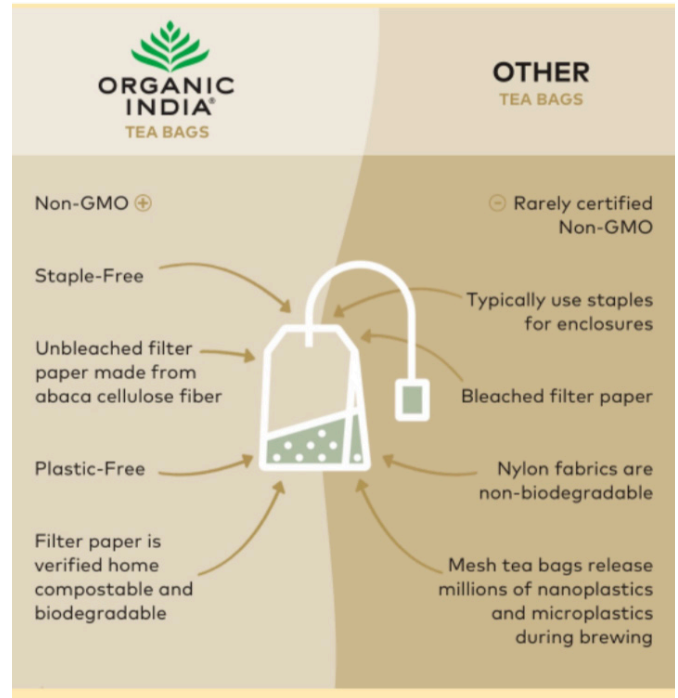 ORGANIC
INDIA®
TEA BAGS
Non-GMO ⊕
Staple-Free
Unbleached filter
paper made from
abaca cellulose fiber
Plastic-Free
Filter paper is
verified home
compostable and
biodegradable
OTHER
TEA BAGS
⊖ Rarely certified
Non-GMO
Typically use staples
for enclosures
Bleached filter paper
Nylon fabrics are
non-biodegradable
Mesh tea bags release
millions of nanoplastics
and microplastics
during brewing